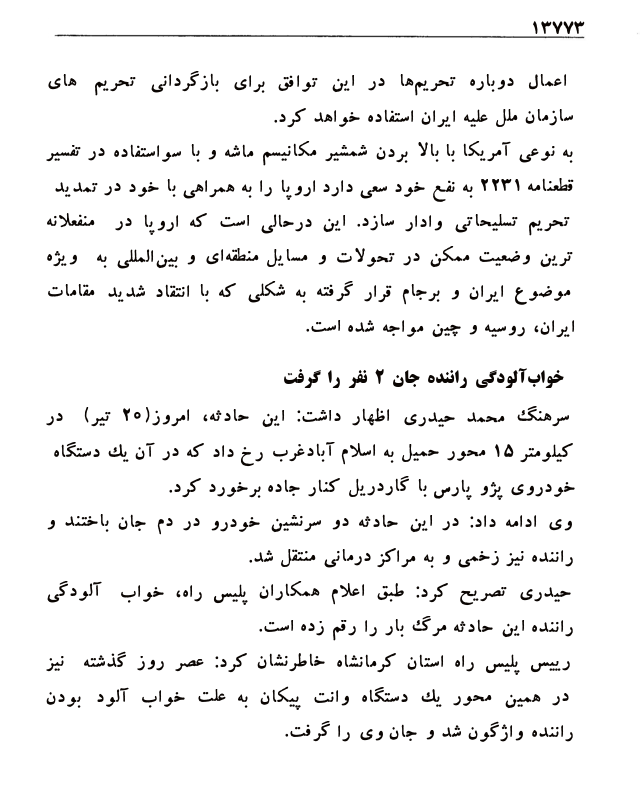 ۱۳۷۷۳
اعمال دوباره تحریم‌ها در این توافق برای بازگردانی تحریم های
سازمان ملل علیه ایران استفاده خواهد کرد.
به نوعی آمریکا با بالا بردن شمشیر مکانیسم ماشه و با سواستفاده در تفسیر
قطعنامه ۲۲۳۱ به نفع خود سعی دارد اروپا را به همراهی با خود در تمدید
تحریم تسلیحاتی وادار سازد. این درحالی است که اروپا در منفعلانه
ترین وضعیت ممکن در تحولات و مسایل منطقه‌ای و بین‌المللی به ویژه
موضوع ایران و برجام قرار گرفته به شکلی که با انتقاد شدید مقامات
ایران، روسیه و چین مواجه شده است.
خواب‌آلودگی راننده جان ۲ نفر را گرفت
سرهنگ محمد حیدری اظهار داشت: این حادثه، امروز(۲۵ تیر) در
کیلومتر ۱۵ محور حمیل به اسلام آبادغرب رخ داد که در آن یك دستگاه
خودروی پژو پارس با گاردریل کنار جاده برخورد کرد.
وی ادامه داد: در این حادثه دو سرنشین خودرو در دم جان باختند و
راننده نیز زخمی و به مراکز درمانی منتقل شد.
حیدری تصریح کرد: طبق اعلام همکاران پلیس راه، خواب آلودگی
راننده این حادثه مرگ بار را رقم زده است.
رییس پلیس راه استان کرمانشاه خاطرنشان کرد: عصر روز گذشته نیز
در همین محور یك دستگاه وانت پیکان به علت خواب آلود بودن
راننده واژگون شد و جان وی را گرفت.